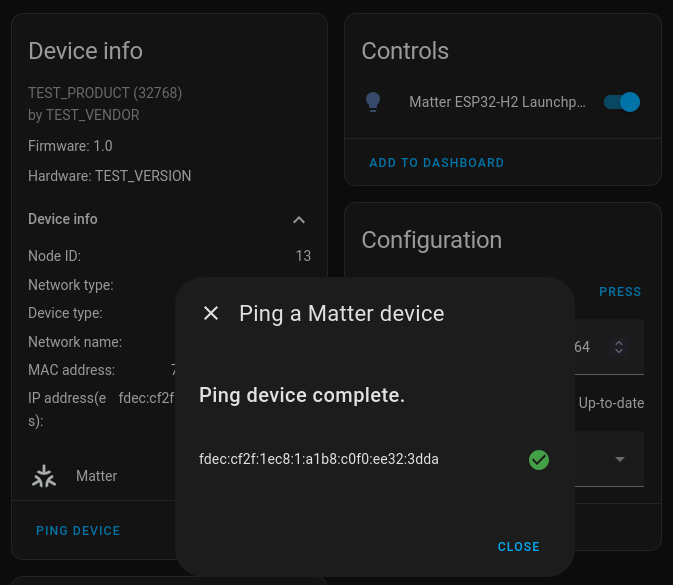 Device info
TEST_PRODUCT (32768)
by TEST_VENDOR
Firmware: 1.0
Hardware: TEST_VERSION
Device info
Node ID: 13
Network type:
Device type:
Network name:
MAC address: 7
IP address(e fdec:cf2f
s):
Matter
PING DEVICE
Controls
Matter ESP32-H2 Launchp...
ADD TO DASHBOARD
Configuration
PRESS
64
Up-to-date
Ping a Matter device
Ping device complete.
fdec:cf2f:1ec8:1:a1b8:c0f0:ee32:3dda
CLOSE